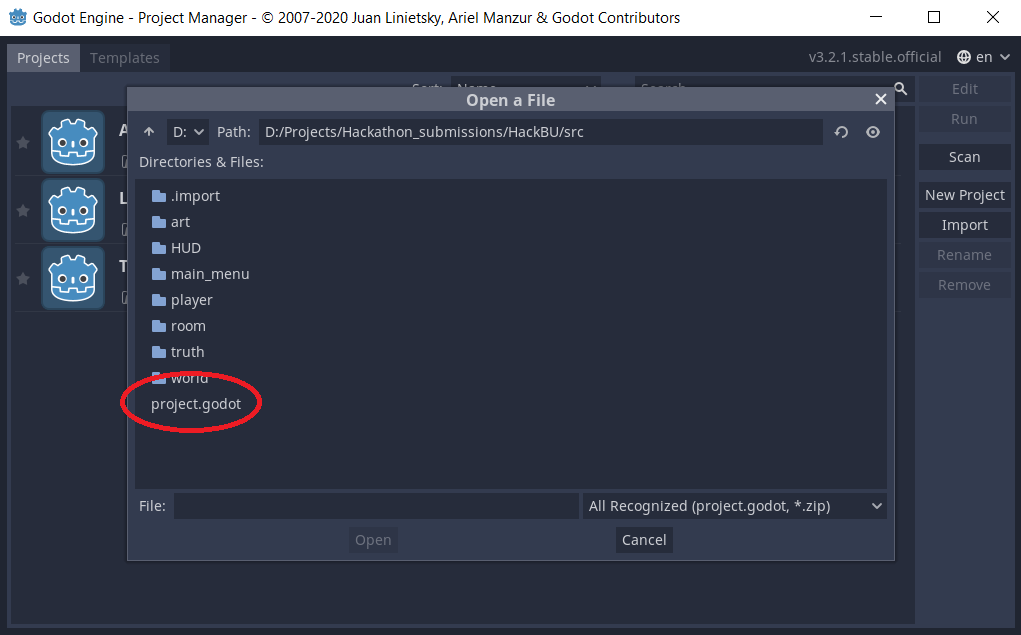 Godot Engine - Project Manager - © 2007-2020 Juan Linietsky, Ariel Manzur & Godot Contributors
Projects Templates v3.2.1.stable.official en
Sort: Name Search
Edit
Open a File
D: Path: D:/Projects/Hackathon_submissions/HackBU/src
Run
Directories & Files:
Scan
.import
New Project
art
Import
HUD
Rename
main_menu
Remove
player
room
truth
world
project.godot
File: All Recognized (project.godot, *.zip)
Open Cancel
A
L
T